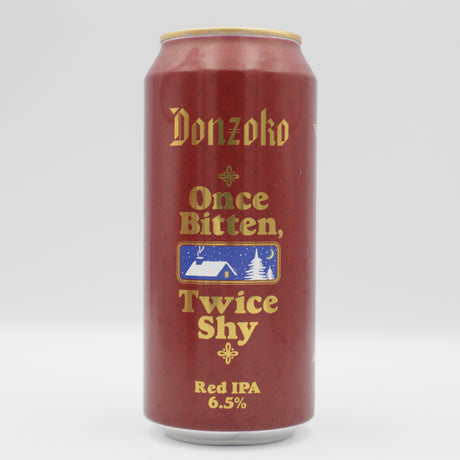 Donzoko
Once
Bitten,
Twice
Shy
Red IPA
6.5%